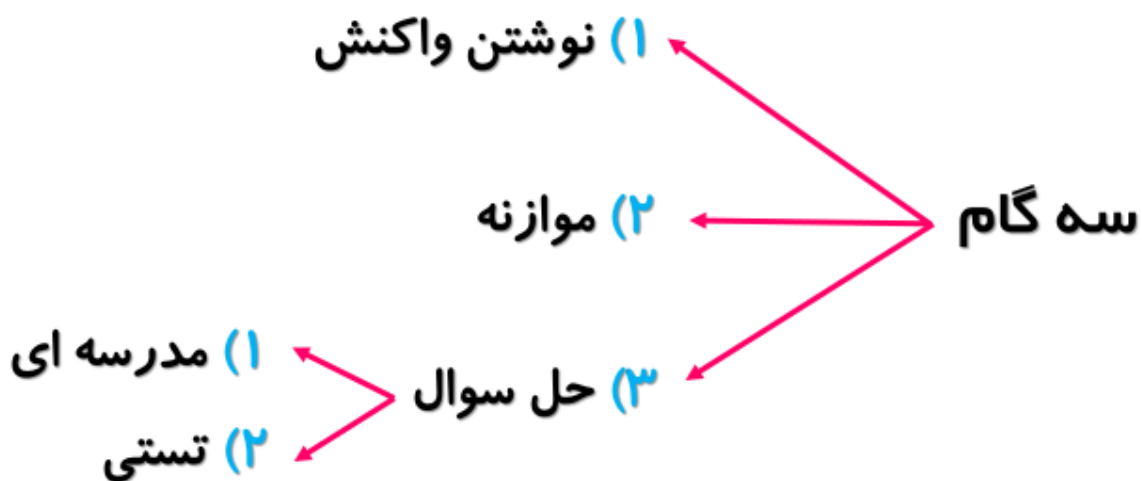 سه گام
۱) نوشتن واکنش
۲) موازنه
۳) حل سوال
۱) مدرسه ای
۲) تستی